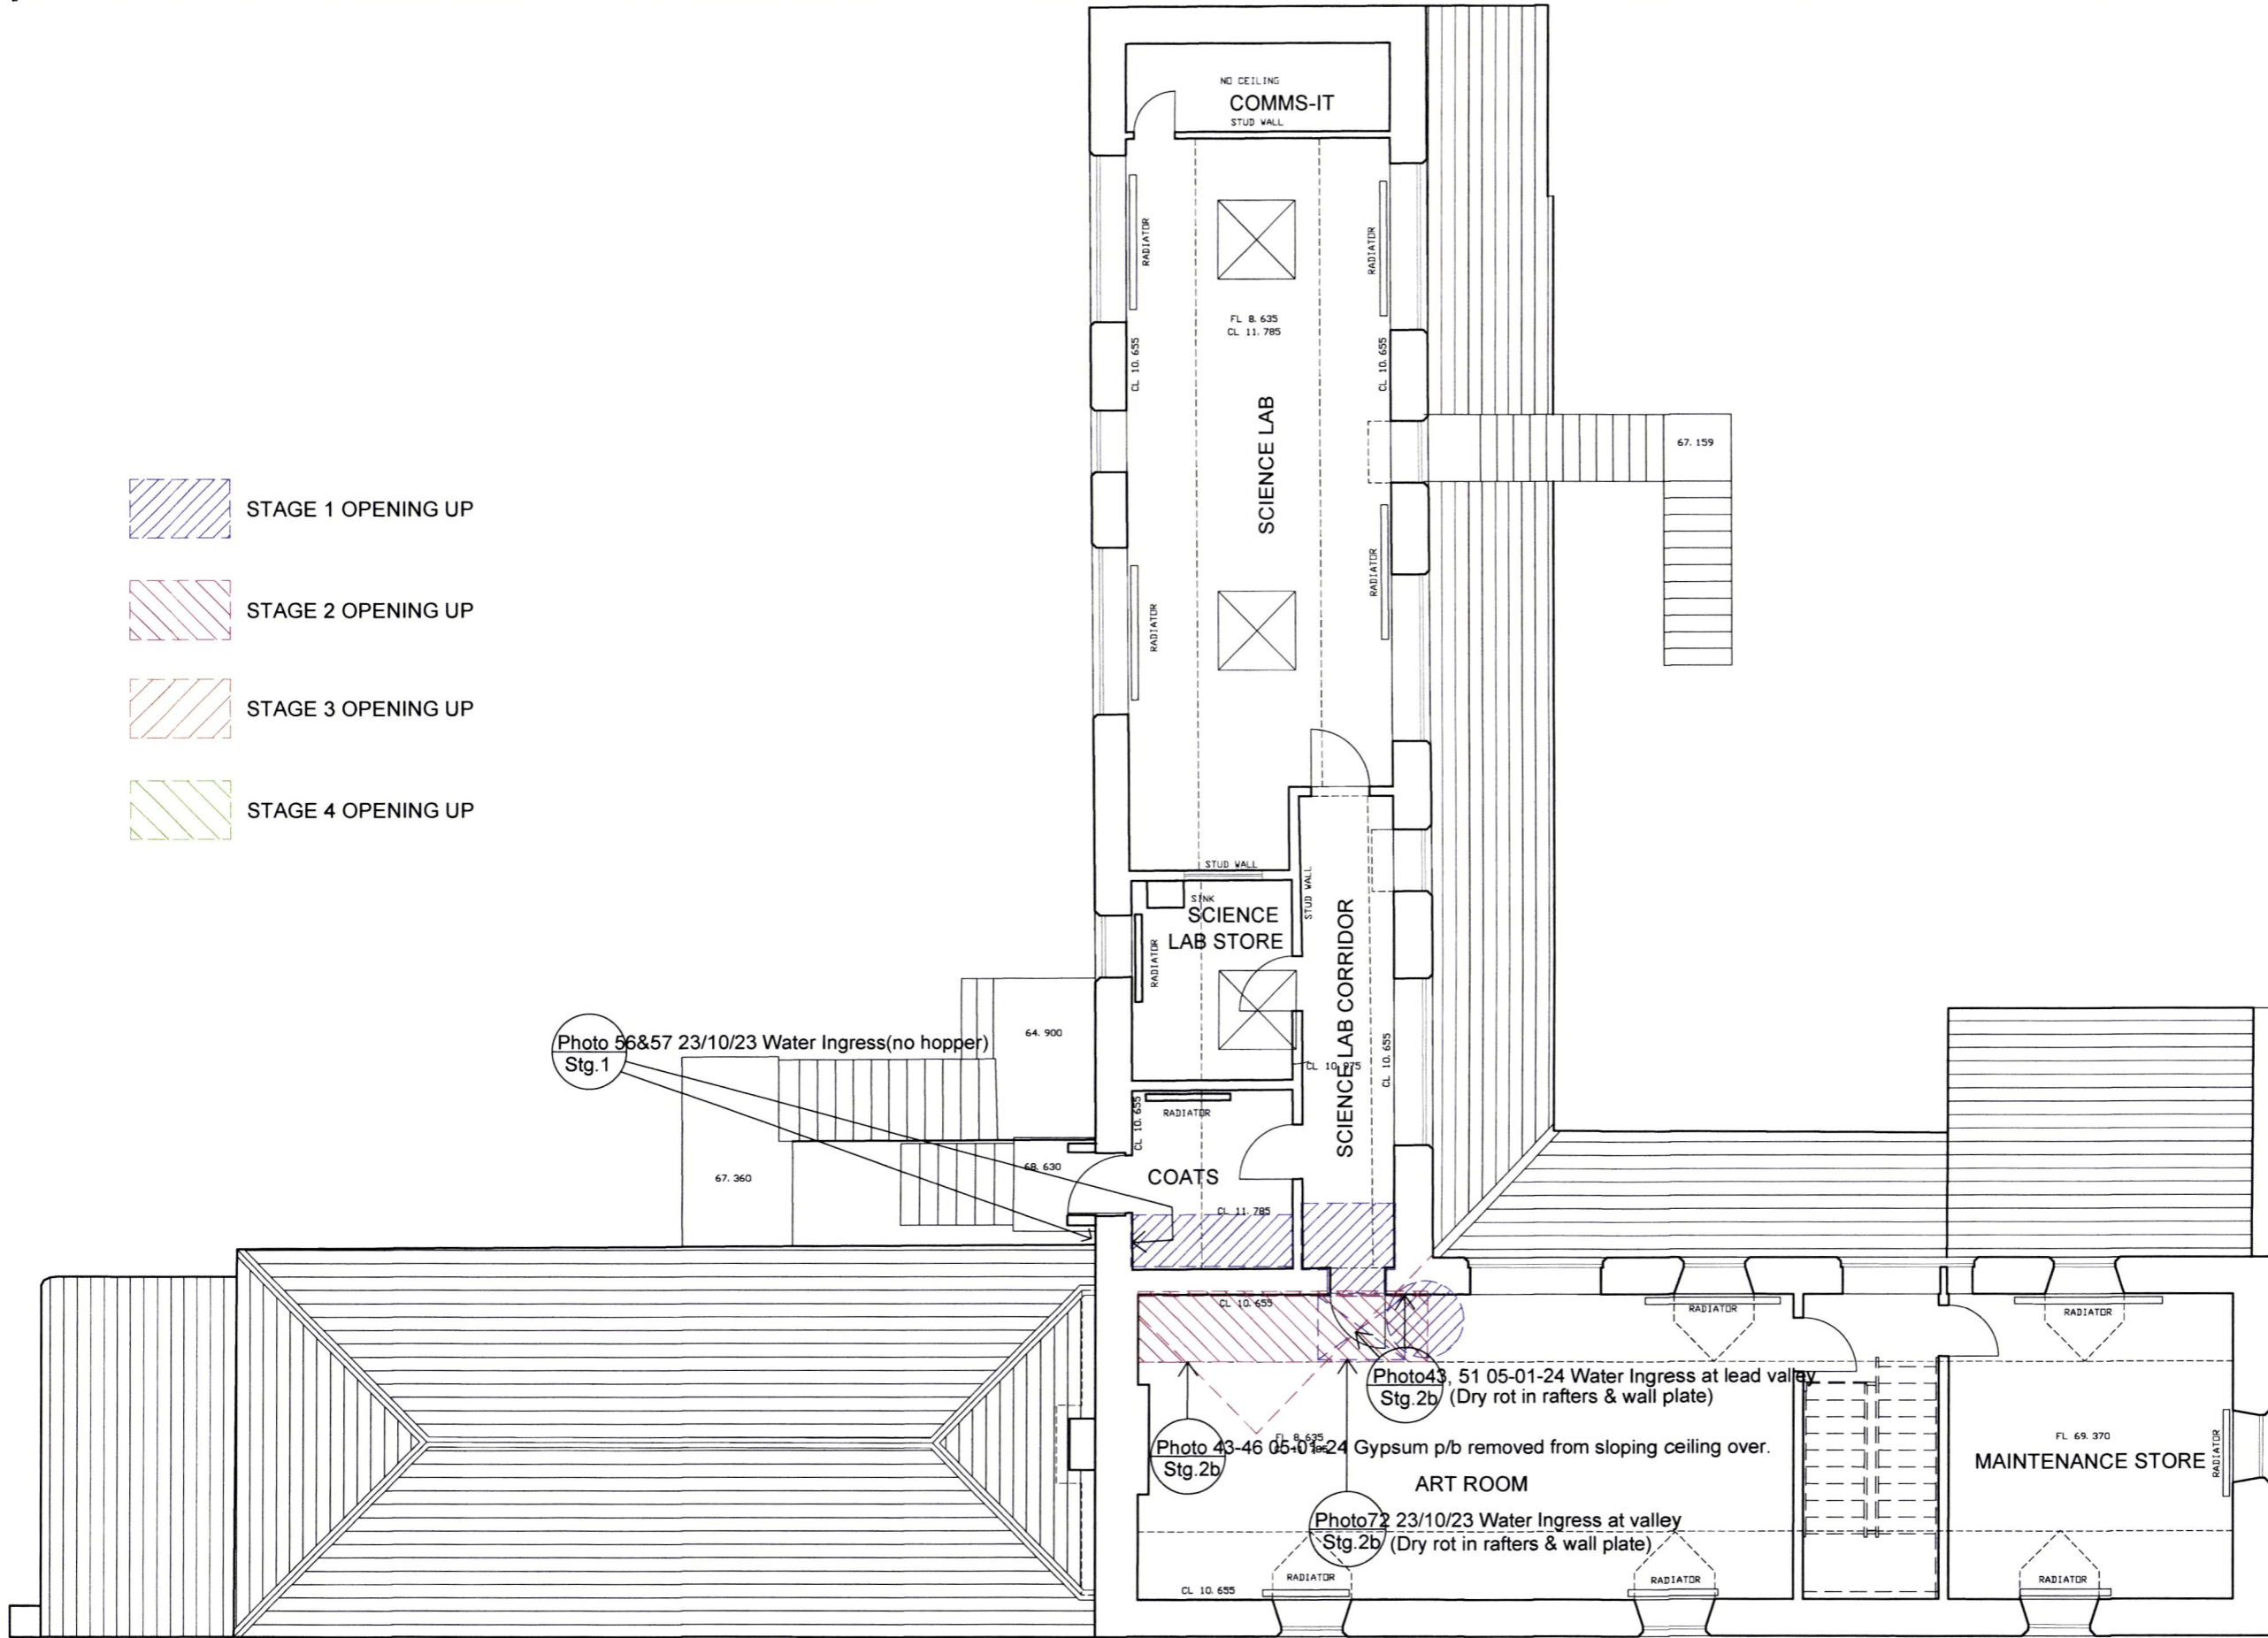 NO CEILING
COMMS-IT
STUD WALL
RADIATOR
RADIATOR
FL 8.635
CL 11.785
CL 10.655
CL 10.655
SCIENCE LAB
67.159
STAGE 1 OPENING UP
STAGE 2 OPENING UP
STAGE 3 OPENING UP
STAGE 4 OPENING UP
RADIATOR
RADIATOR
STUD WALL
STUD WALL
SINK
SCIENCE
LAB STORE
RADIATOR
SCIENCE LAB CORRIDOR
CL 10.975
CL 10.655
Photo 56&57 23/10/23 Water Ingress(no hopper)
Stg.1
64.900
67.360
68.630
CL 10.655
RADIATOR
COATS
CL 11.785
CL 10.655
RADIATOR
RADIATOR
Photo43, 51 05-01-24 Water Ingress at lead valley
Stg.2b (Dry rot in rafters & wall plate)
FL 8.635
Photo 43-46 05-01-24 Gypsum p/b removed from sloping ceiling over.
Stg.2b
ART ROOM
FL 69.370
MAINTENANCE STORE
RADIATOR
Photo72 23/10/23 Water Ingress at valley
Stg.2b (Dry rot in rafters & wall plate)
CL 10.655
RADIATOR
RADIATOR
RADIATOR